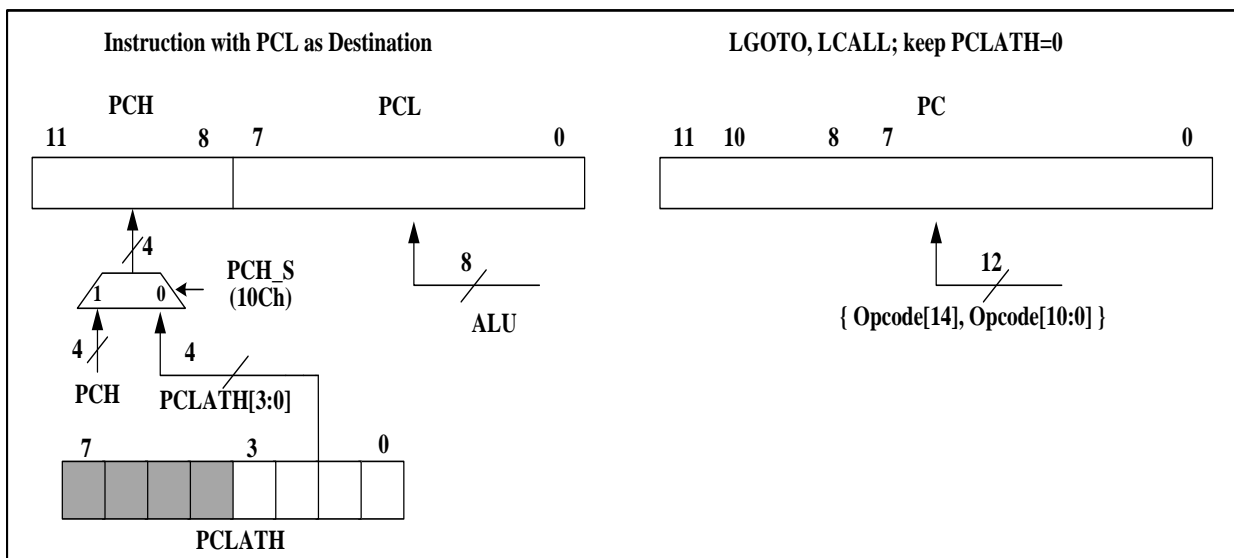 Instruction with PCL as Destination
LGOTO, LCALL; keep PCLATH=0
PCH PCL
11 8 7 0
4
1 0
PCH_S
(10Ch)
8
ALU
4
PCH
4
PCLATH[3:0]
7 3 0
PCLATH
PC
11 10 8 7 0
12
{ Opcode[14], Opcode[10:0] }